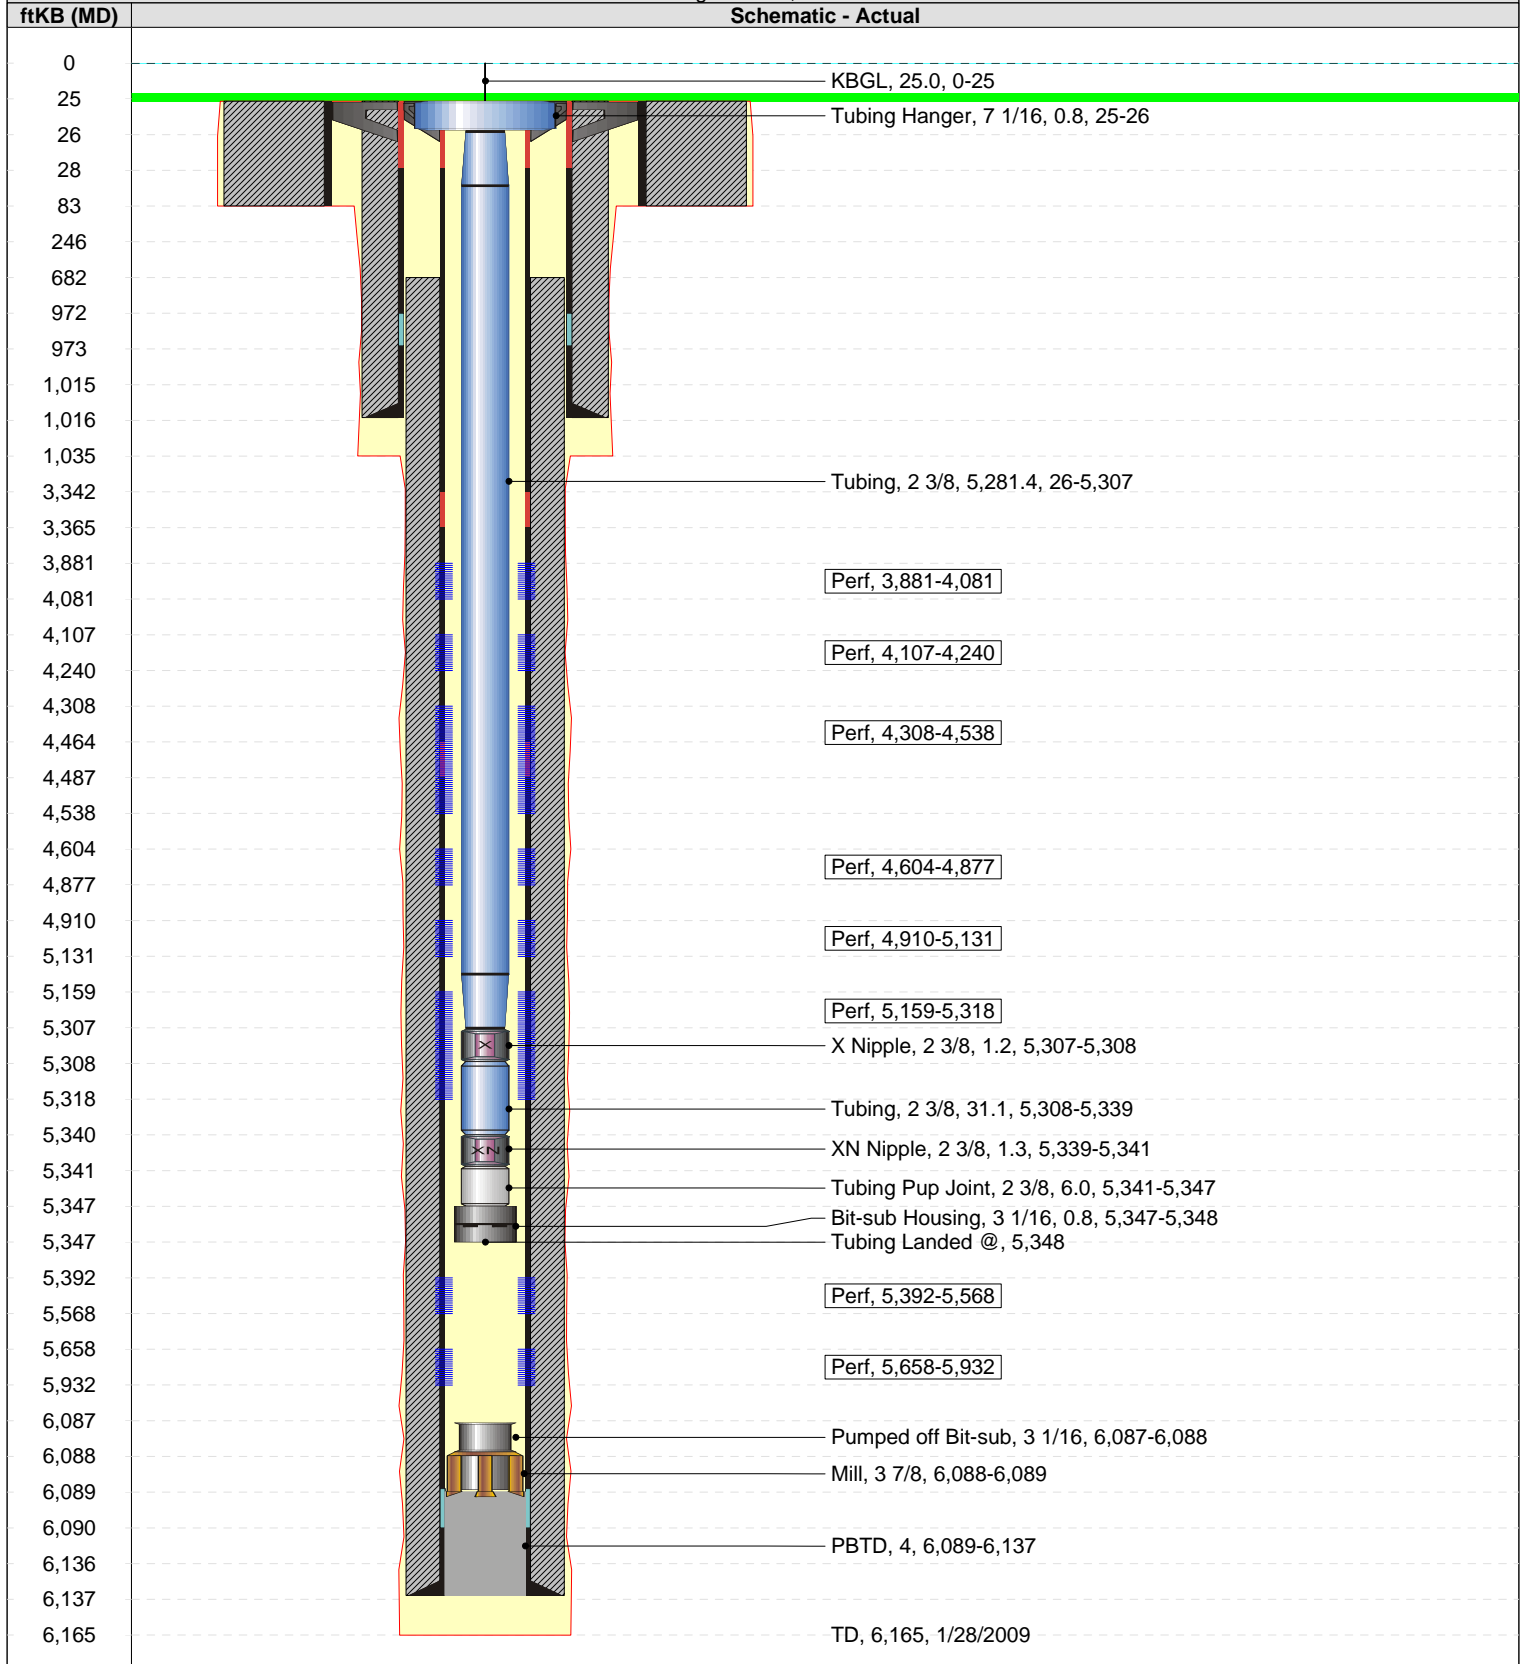 ftKB (MD)
Schematic - Actual
0
KBGL, 25.0, 0-25
25
Tubing Hanger, 7 1/16, 0.8, 25-26
26
28
83
246
682
972
973
1,015
1,016
1,035
Tubing, 2 3/8, 5,281.4, 26-5,307
3,342
3,365
3,881
Perf, 3,881-4,081
4,081
4,107
Perf, 4,107-4,240
4,240
4,308
Perf, 4,308-4,538
4,464
4,487
4,538
4,604
Perf, 4,604-4,877
4,877
4,910
Perf, 4,910-5,131
5,131
5,159
Perf, 5,159-5,318
5,307
X
X Nipple, 2 3/8, 1.2, 5,307-5,308
5,308
5,318
Tubing, 2 3/8, 31.1, 5,308-5,339
5,340
XN
XN Nipple, 2 3/8, 1.3, 5,339-5,341
5,341
Tubing Pup Joint, 2 3/8, 6.0, 5,341-5,347
5,347
Bit-sub Housing, 3 1/16, 0.8, 5,347-5,348
5,347
Tubing Landed @, 5,348
5,392
Perf, 5,392-5,568
5,568
5,658
Perf, 5,658-5,932
5,932
6,087
Pumped off Bit-sub, 3 1/16, 6,087-6,088
6,088
Mill, 3 7/8, 6,088-6,089
6,089
6,090
PBTD, 4, 6,089-6,137
6,136
6,137
6,165
TD, 6,165, 1/28/2009